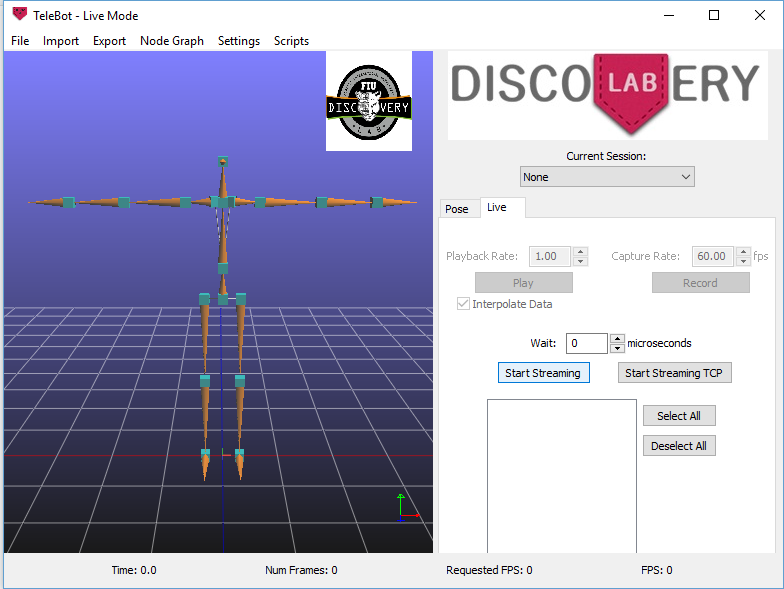 TeleBot - Live Mode
File Import Export Node Graph Settings Scripts
FIU
DISCOVERY
LAB
DISCO LAB ERY
Current Session:
None
Pose Live
Playback Rate: 1.00 Capture Rate: 60.00 fps
Play Record
Interpolate Data
Wait: 0 microseconds
Start Streaming Start Streaming TCP
Select All
Deselect All
Time: 0.0 Num Frames: 0 Requested FPS: 0 FPS: 0